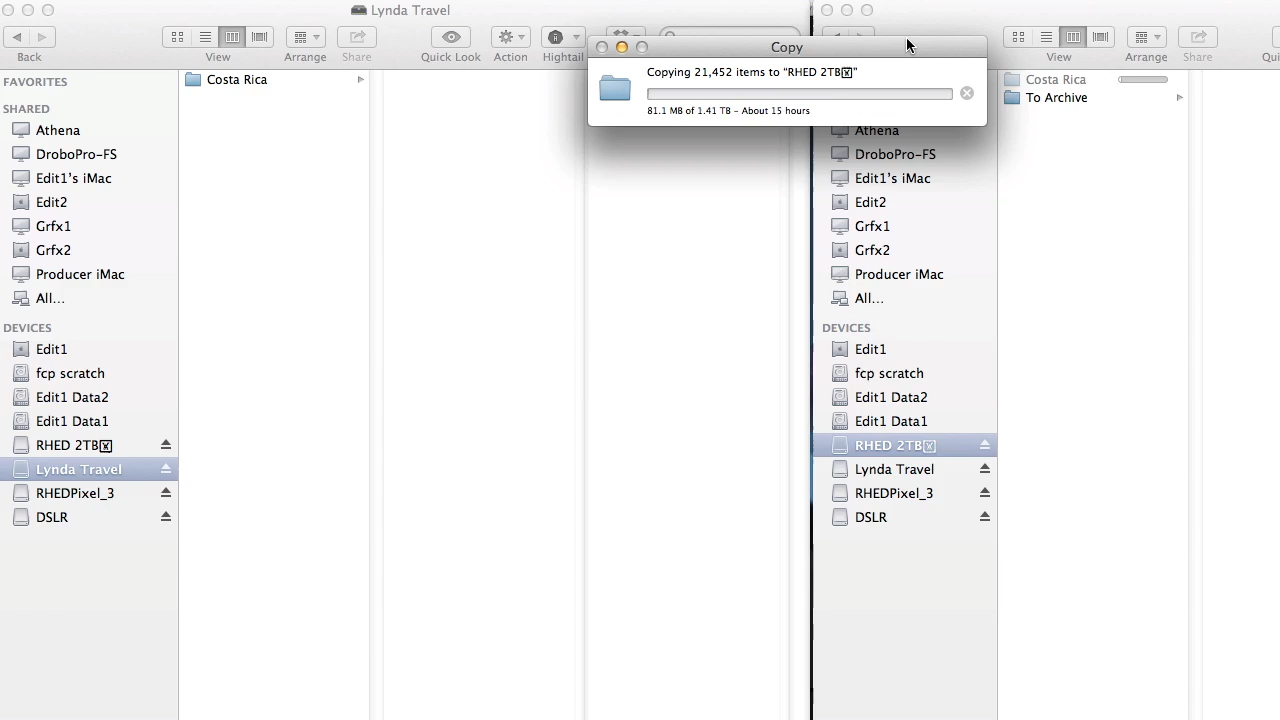 Lynda Travel
Back
View
Arrange
Share
Quick Look
Action
Hightail
FAVORITES
SHARED
Athena
DroboPro-FS
Edit1's iMac
Edit2
Grfx1
Grfx2
Producer iMac
All...
DEVICES
Edit1
fcp scratch
Edit1 Data2
Edit1 Data1
RHED 2TB
Lynda Travel
RHEDPixel_3
DSLR
Costa Rica
Copy
Copying 21,452 items to “RHED 2TB”
81.1 MB of 1.41 TB – About 15 hours
View
Arrange
Share
Qui
Athena
DroboPro-FS
Edit1's iMac
Edit2
Grfx1
Grfx2
Producer iMac
All...
DEVICES
Edit1
fcp scratch
Edit1 Data2
Edit1 Data1
RHED 2TB
Lynda Travel
RHEDPixel_3
DSLR
Costa Rica
To Archive